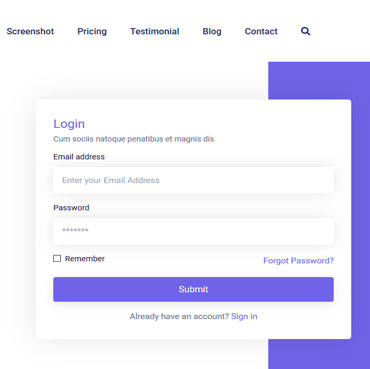 Screenshot Pricing Testimonial Blog Contact
Login
Cum sociis natoque penatibus et magnis dis
Email address
Enter your Email Address
Password
*******
Remember Forgot Password?
Submit
Already have an account? Sign in